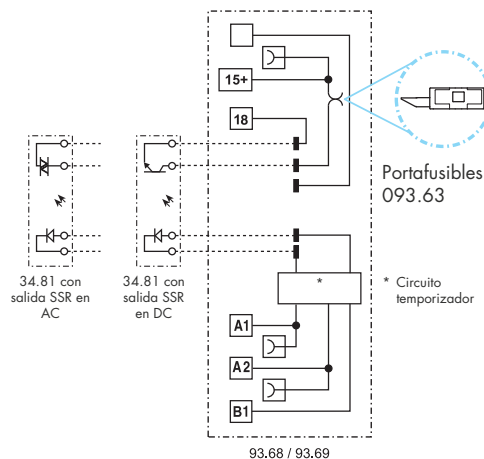 15+
18
Portafusibles
093.63
34.81 con
salida SSR en
AC
34.81 con
salida SSR
en DC
*
* Circuito
temporizador
A1
A2
B1
93.68 / 93.69